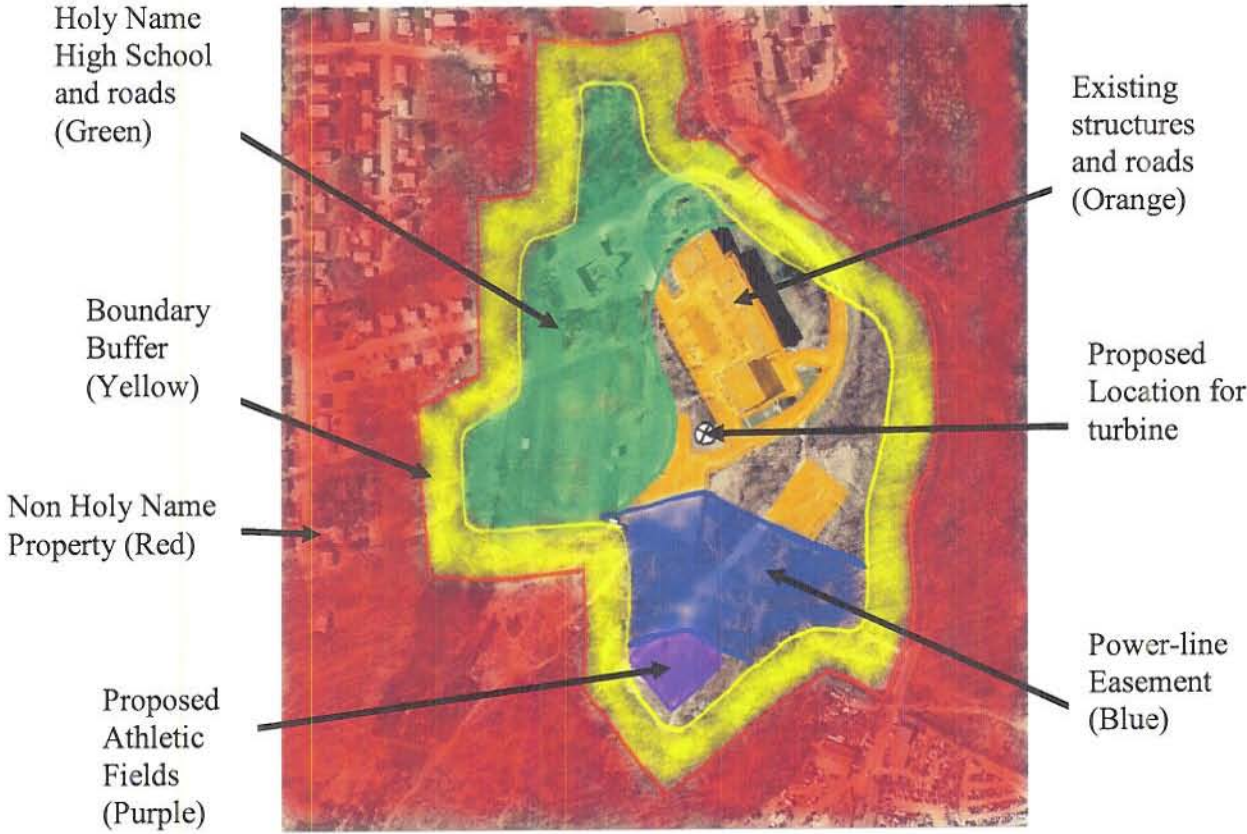 Holy Name
High School
and roads
(Green)
Boundary
Buffer
(Yellow)
Non Holy Name
Property (Red)
Proposed
Athletic
Fields
(Purple)
Existing
structures
and roads
(Orange)
Proposed
Location for
turbine
Power-line
Easement
(Blue)